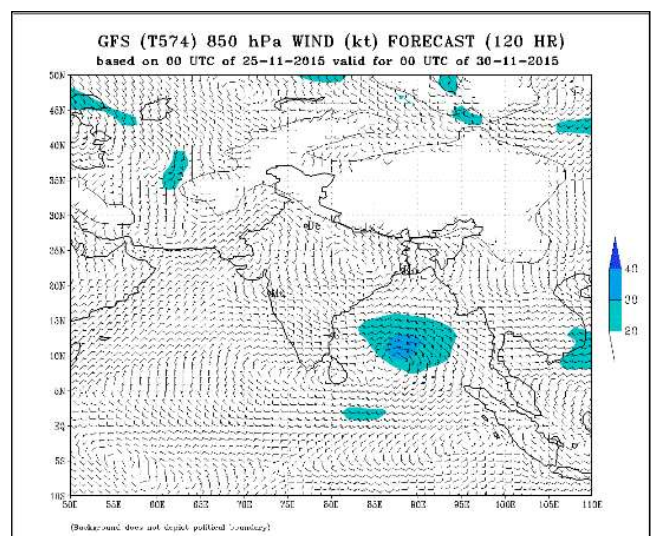 GFS (T574) 850 hPa WIND (kt) FORECAST (120 HR)
based on 00 UTC of 25-11-2015 valid for 00 UTC of 30-11-2015
50N
45N
40N
35N
30N
25N
20N
15N
10N
5N
EQ
5S
10S
50E 55E 60E 65E 70E 75E 80E 85E 90E 95E 100E 105E 110E
40
30
20
(Background does not depict political boundary)